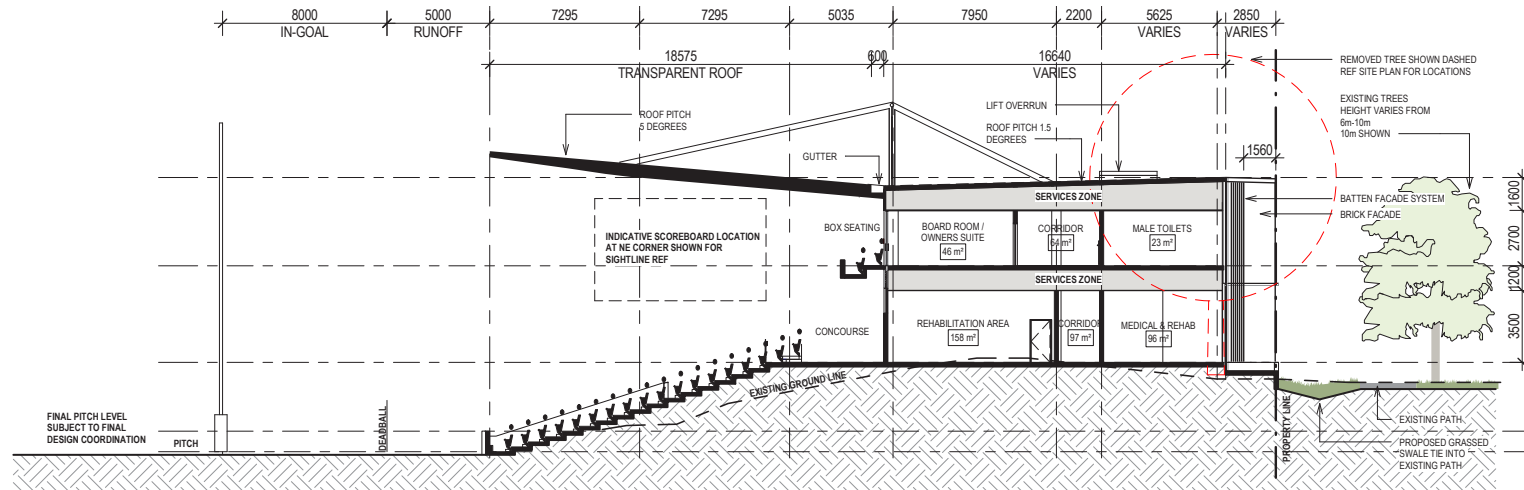 8000
5000
7295
7295
5035
7950
2200
5625
2850
IN-GOAL
RUNOFF
VARIES
VARIES
18575
600
16640
TRANSPARENT ROOF
VARIES
REMOVED TREE SHOWN DASHED
REF SITE PLAN FOR LOCATIONS
EXISTING TREES
HEIGHT VARIES FROM
6m-10m
10m SHOWN
ROOF PITCH
5 DEGREES
LIFT OVERRUN
ROOF PITCH 1.5
DEGREES
GUTTER
1560
1600
SERVICES ZONE
BATTEN FACADE SYSTEM
BRICK FACADE
INDICATIVE SCOREBOARD LOCATION
AT NE CORNER SHOWN FOR
SIGHTLINE REF
BOX SEATING
BOARD ROOM /
OWNERS SUITE
46 m²
CORRIDOR
64 m²
MALE TOILETS
23 m²
2700
SERVICES ZONE
1200
CONCOURSE
REHABILITATION AREA
158 m²
CORRIDOR
97 m²
MEDICAL & REHAB
96 m²
3500
EXISTING GROUND LINE
FINAL PITCH LEVEL
SUBJECT TO FINAL
DESIGN COORDINATION
PITCH
DEADBALL
PROPERTY LINE
EXISTING PATH
PROPOSED GRASSED
SWALE TIE INTO
EXISTING PATH